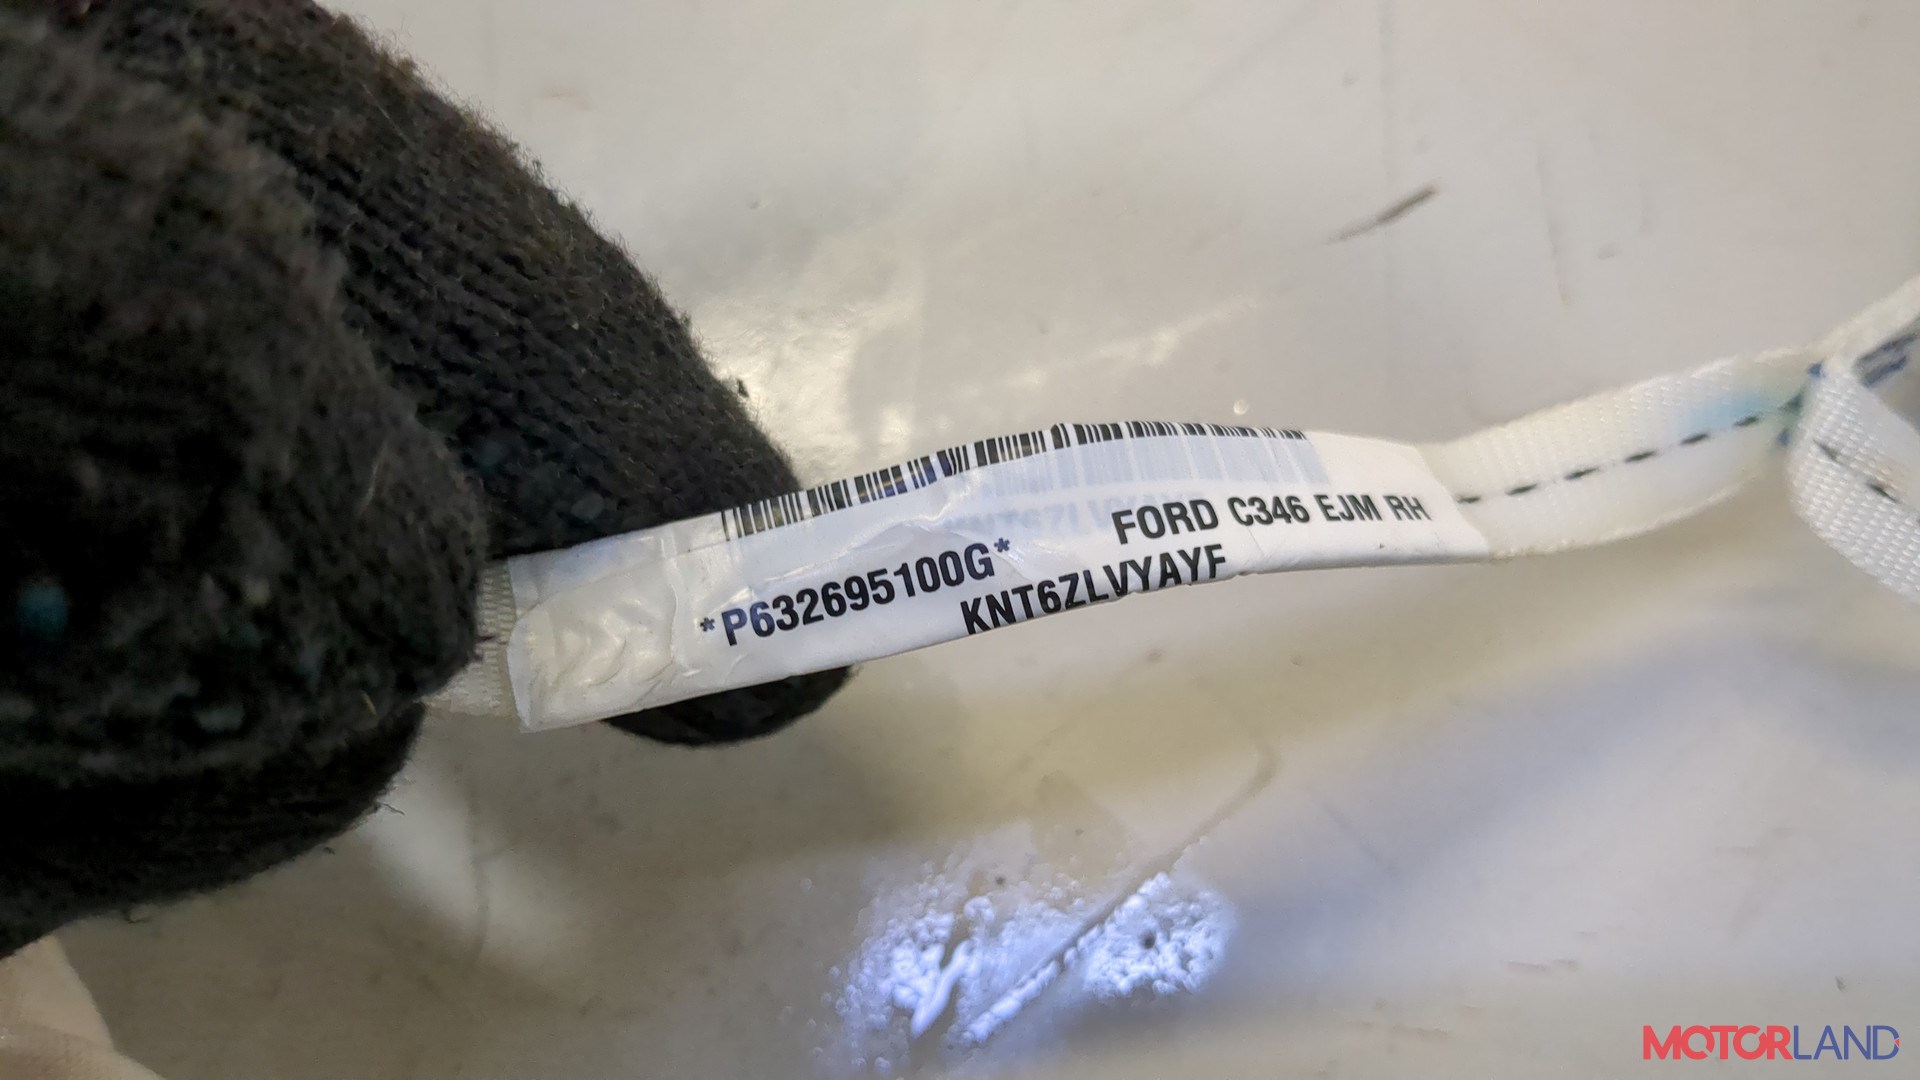 *P632695100G*
FORD C346 EJM RH
KNT6ZLVYAYF
MOTORLAND